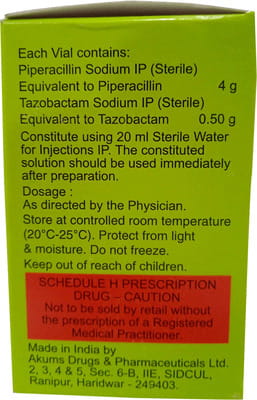 Each Vial contains:
Piperacillin Sodium IP (Sterile)
Equivalent to Piperacillin 4 g
Tazobactam Sodium IP (Sterile)
Equivalent to Tazobactam 0.50 g
Constitute using 20 ml Sterile Water
for Injections IP. The constituted
solution should be used immediately
after preparation.
Dosage :
As directed by the Physician.
Store at controlled room temperature
(20°C-25°C). Protect from light
& moisture. Do not freeze.
Keep out of reach of children.
SCHEDULE H PRESCRIPTION
DRUG – CAUTION
Not to be sold by retail without
the prescription of a Registered
Medical Practitioner.
Made in India by
Akums Drugs & Pharmaceuticals Ltd.
2, 3, 4 & 5, Sec. 6-B, IIE, SIDCUL,
Ranipur, Haridwar - 249403.